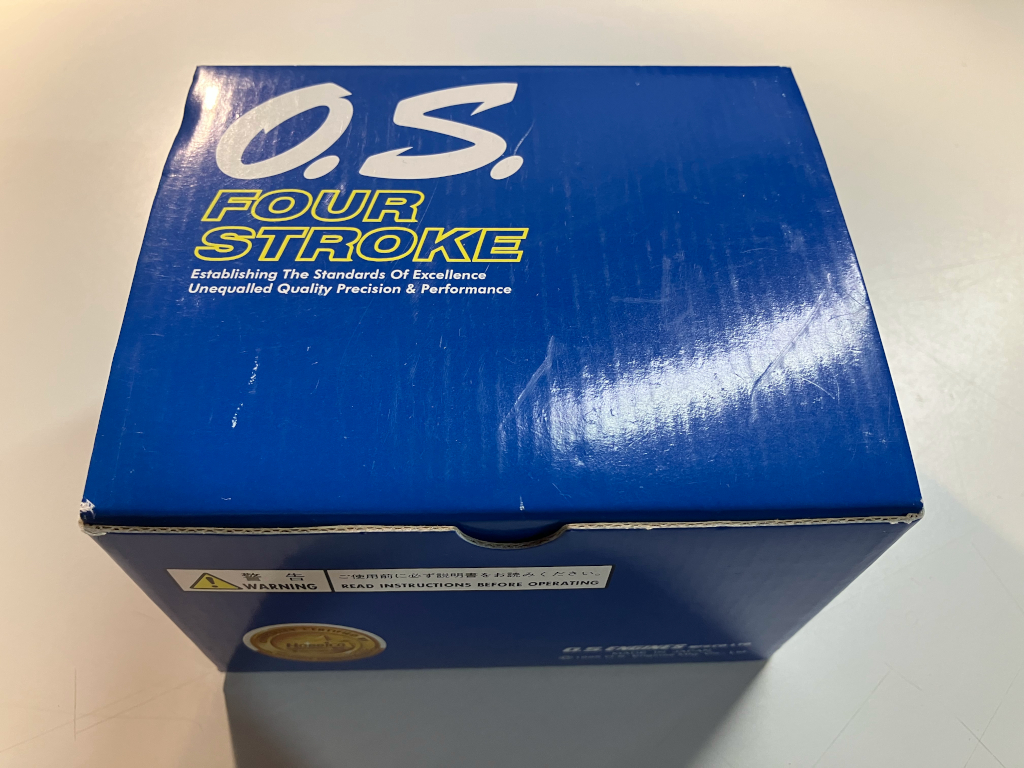 O.S.
FOUR
STROKE
Establishing The Standards Of Excellence
Unequalled Quality Precision & Performance
警告
WARNING
ご使用前に必ず説明書をお読みください。
READ INSTRUCTIONS BEFORE OPERATING
O.S. ENGINES